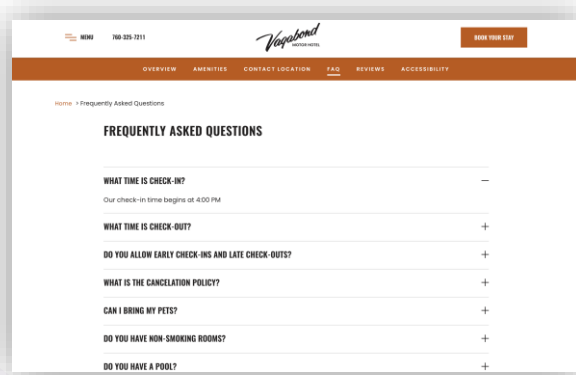 MENU 760-325-7211 Vagabond BOOK YOUR STAY
MOTOR HOTEL
OVERVIEW AMENITIES CONTACT LOCATION FAQ REVIEWS ACCESSIBILITY
Home > Frequently Asked Questions
FREQUENTLY ASKED QUESTIONS
WHAT TIME IS CHECK-IN?
Our check-in time begins at 4:00 PM
WHAT TIME IS CHECK-OUT?
DO YOU ALLOW EARLY CHECK-INS AND LATE CHECK-OUTS?
WHAT IS THE CANCELATION POLICY?
CAN I BRING MY PETS?
DO YOU HAVE NON-SMOKING ROOMS?
DO YOU HAVE A POOL?